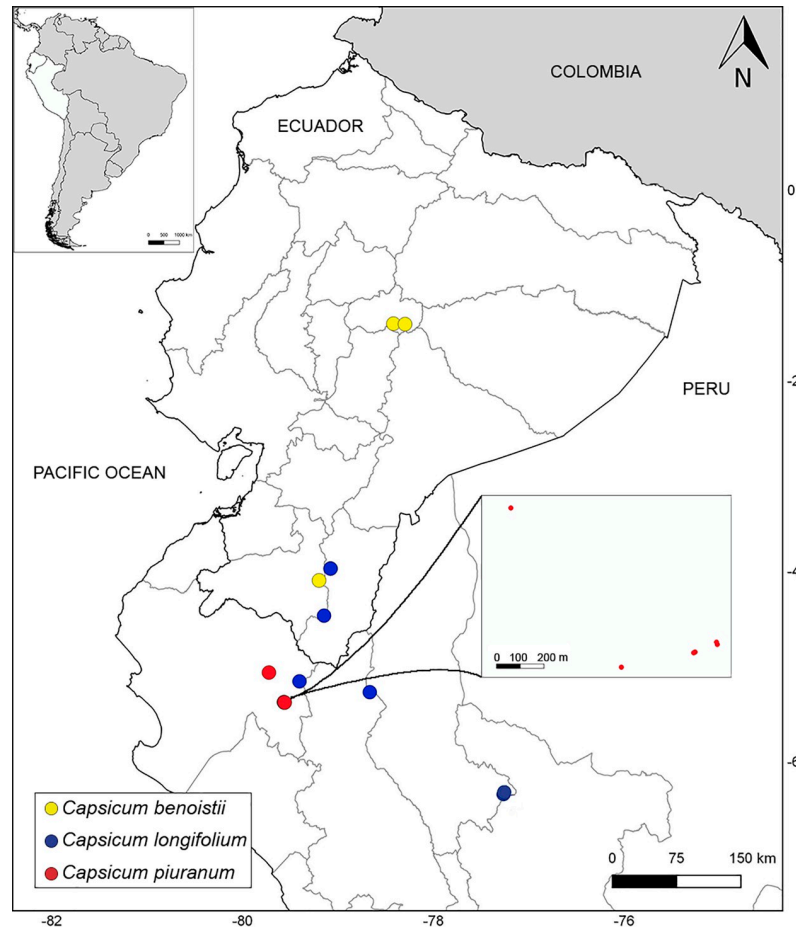 COLOMBIA
N
ECUADOR
0 500 1000 km
0
-2
PERU
PACIFIC OCEAN
-4
0 100 200 m
-6
Capsicum benoistii
Capsicum longifolium
Capsicum piuranum
0 75 150 km
-82 -80 -78 -76